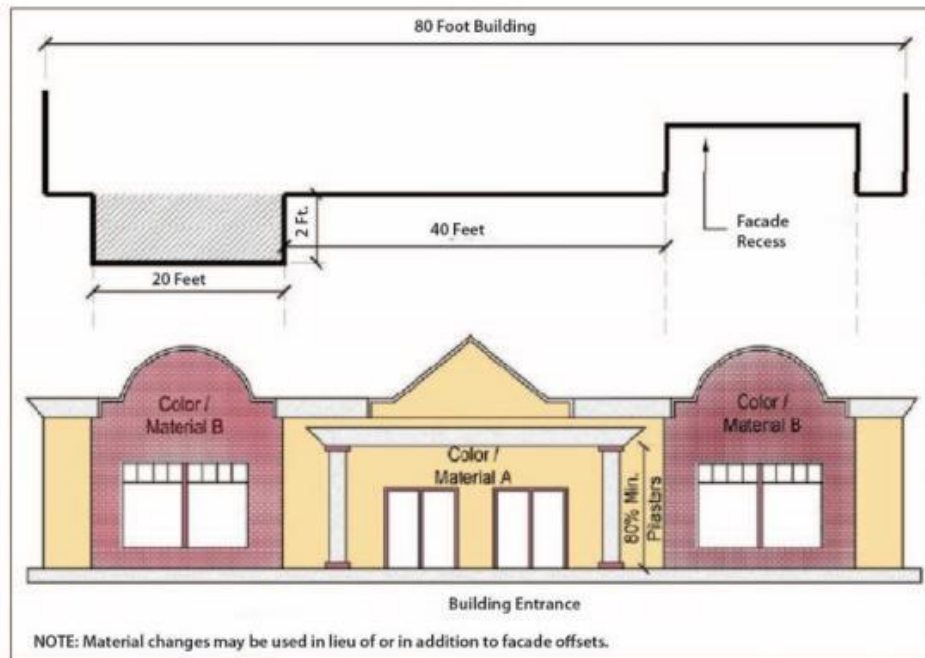 80 Foot Building
2 Ft.
40 Feet
Facade
Recess
20 Feet
Color /
Material B
Color /
Material B
Color /
Material A
80% Min.
Pilasters
Building Entrance
NOTE: Material changes may be used in lieu of or in addition to facade offsets.